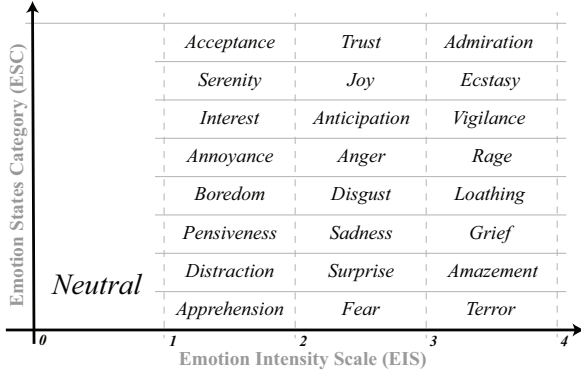 Emotion States Category (ESC)
Acceptance Trust Admiration
Serenity Joy Ecstasy
Interest Anticipation Vigilance
Annoyance Anger Rage
Boredom Disgust Loathing
Pensiveness Sadness Grief
Neutral
Distraction Surprise Amazement
Apprehension Fear Terror
0 1 2 3 4
Emotion Intensity Scale (EIS)